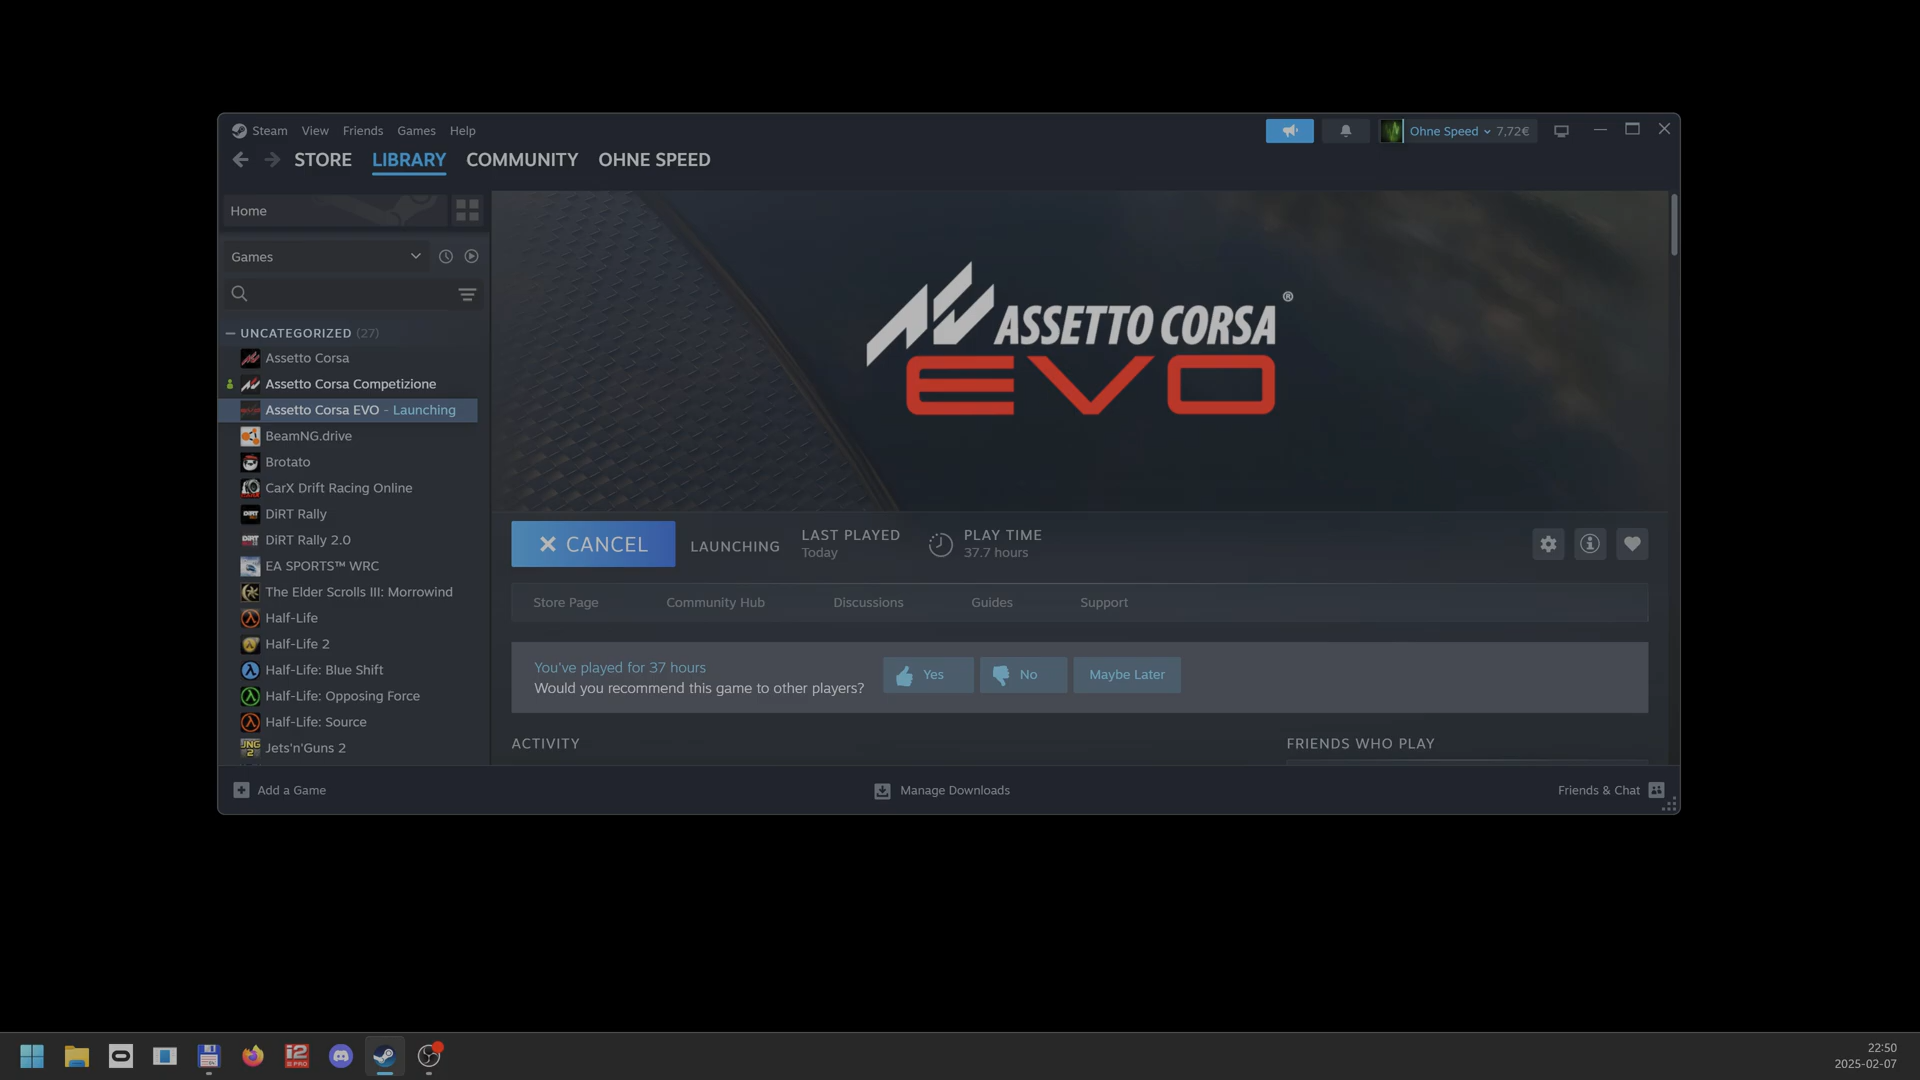 Steam View Friends Games Help
Ohne Speed 7,72€
STORE LIBRARY COMMUNITY OHNE SPEED
Home
Games
UNCATEGORIZED (27)
Assetto Corsa
Assetto Corsa Competizione
Assetto Corsa EVO - Launching
BeamNG.drive
Brotato
CarX Drift Racing Online
DiRT Rally
DiRT Rally 2.0
EA SPORTS™ WRC
The Elder Scrolls III: Morrowind
Half-Life
Half-Life 2
Half-Life: Blue Shift
Half-Life: Opposing Force
Half-Life: Source
Jets'n'Guns 2
ASSETTO CORSA ®
EVO
CANCEL
LAUNCHING
LAST PLAYED
Today
PLAY TIME
37.7 hours
Store Page Community Hub Discussions Guides Support
You've played for 37 hours
Would you recommend this game to other players?
Yes No Maybe Later
ACTIVITY
FRIENDS WHO PLAY
Add a Game
Manage Downloads
Friends & Chat
i2
PRO
22:50
2025-02-07